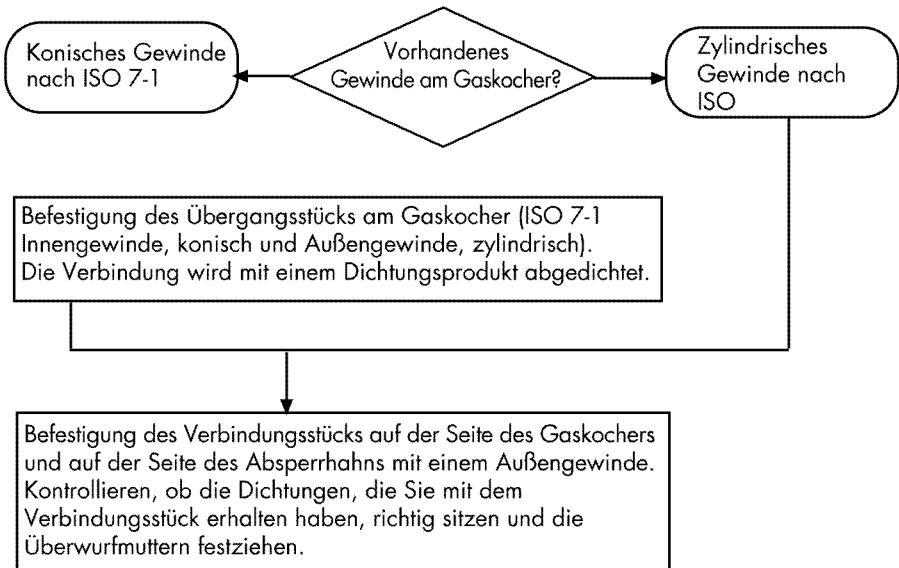 Konisches Gewinde
nach ISO 7-1
Vorhandenes
Gewinde am Gaskocher?
Zylindrisches
Gewinde nach
ISO
Befestigung des Übergangsstücks am Gaskocher (ISO 7-1
Innengewinde, konisch und Außengewinde, zylindrisch).
Die Verbindung wird mit einem Dichtungsprodukt abgedichtet.
Befestigung des Verbindungsstücks auf der Seite des Gaskochers
und auf der Seite des Absperrhahns mit einem Außengewinde.
Kontrollieren, ob die Dichtungen, die Sie mit dem
Verbindungsstück erhalten haben, richtig sitzen und die
Überwurfmuttern festziehen.